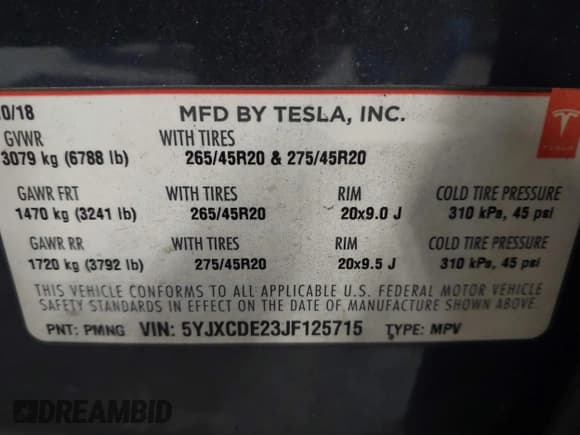 0/18 MFD BY TESLA, INC.
GVWR WITH TIRES
3079 kg (6788 lb) 265/45R20 & 275/45R20
TESLA
GAWR FRT WITH TIRES RIM COLD TIRE PRESSURE
1470 kg (3241 lb) 265/45R20 20x9.0 J 310 kPa, 45 psi
GAWR RR WITH TIRES RIM COLD TIRE PRESSURE
1720 kg (3792 lb) 275/45R20 20x9.5 J 310 kPa, 45 psi
THIS VEHICLE CONFORMS TO ALL APPLICABLE U.S. FEDERAL MOTOR VEHICLE
SAFETY STANDARDS IN EFFECT ON THE DATE OF MANUFACTURE SHOWN ABOVE.
PNT: PMNG VIN: 5YJXCDE23JF125715 TYPE: MPV
DREAMBID